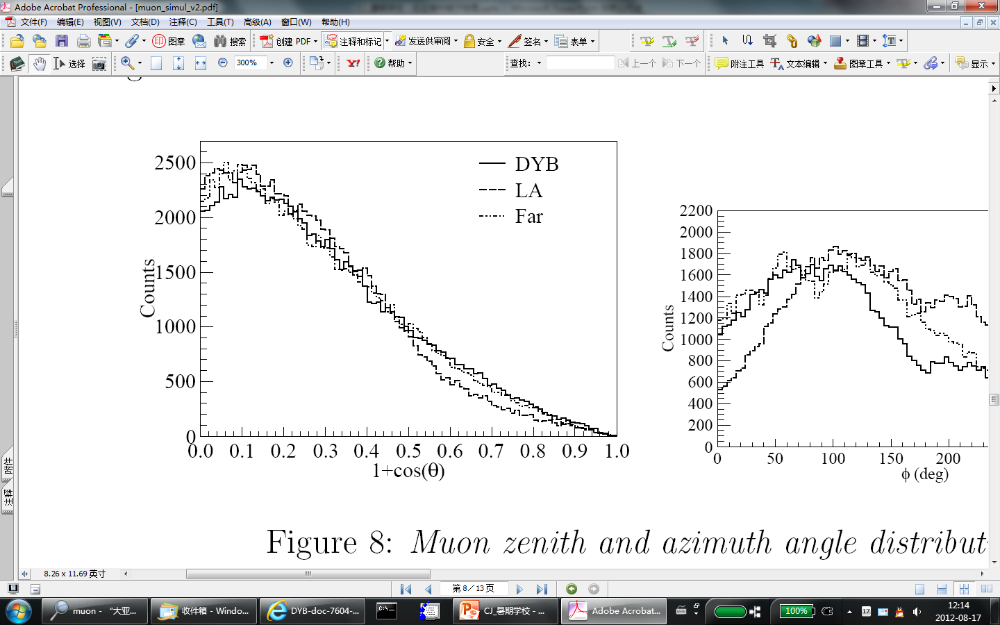 Adobe Acrobat Professional - [muon_simul_v2.pdf]
文件(F) 编辑(E) 视图(V) 文档(D) 注释(C) 工具(T) 高级(A) 窗口(W) 帮助(H)
印 图章 搜索 创建 PDF 注释和标记 发送供审阅 安全 签名 表单
选择 300% Y! 帮助 查找: 上一个 下一个 附注工具 文本编辑 图章工具 显示
附件
注释
2500
2000
1500
1000
500
0
Counts
DYB
LA
Far
0.0 0.1 0.2 0.3 0.4 0.5 0.6 0.7 0.8 0.9 1.0
1+cos(θ)
2200
2000
1800
1600
1400
1200
1000
800
600
400
200
0
Counts
0 50 100 150 200
ϕ (deg)
Figure 8: Muon zenith and azimuth angle distribut
8.26 x 11.69 英寸
第 8／13 页
muon - “大亚... 收件箱 - Windo... DYB-doc-7604-... C:\_ CJ_暑期学校 - ... Adobe Acrobat... 100% 17 12:14
2012-08-17